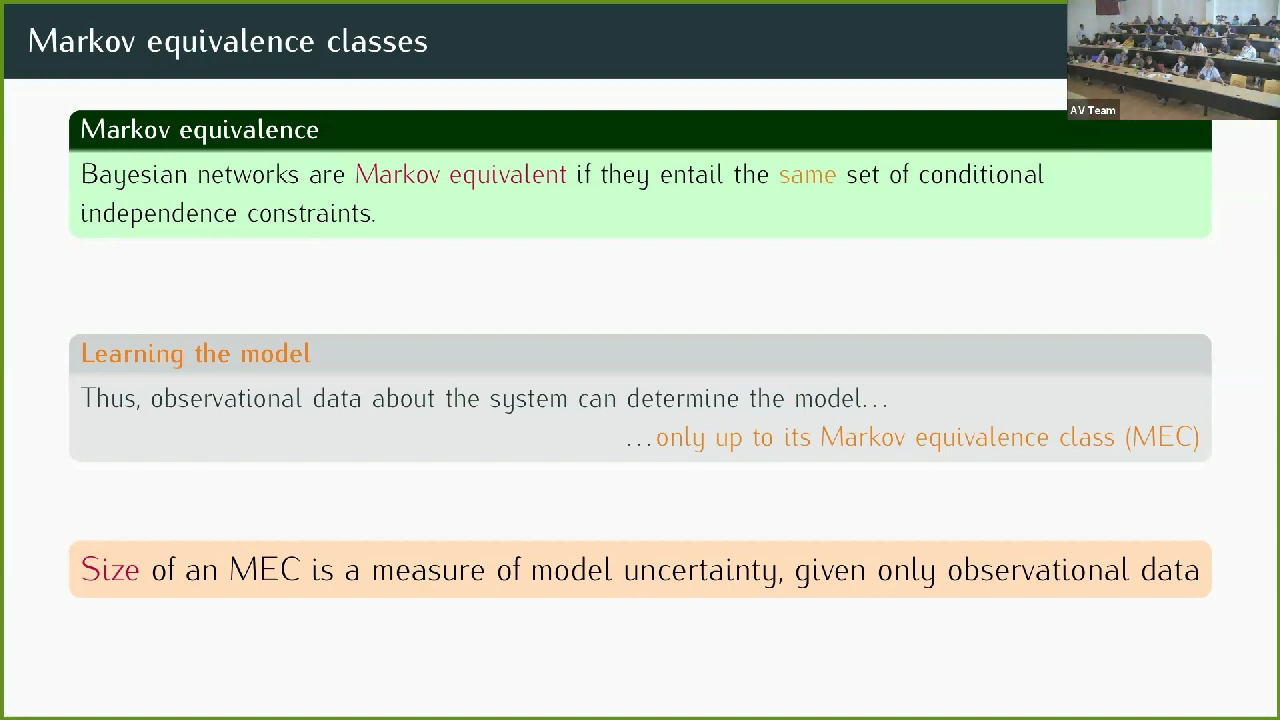 Markov equivalence classes
AV Team
Markov equivalence
Bayesian networks are Markov equivalent if they entail the same set of conditional
independence constraints.
Learning the model
Thus, observational data about the system can determine the model...
...only up to its Markov equivalence class (MEC)
Size of an MEC is a measure of model uncertainty, given only observational data